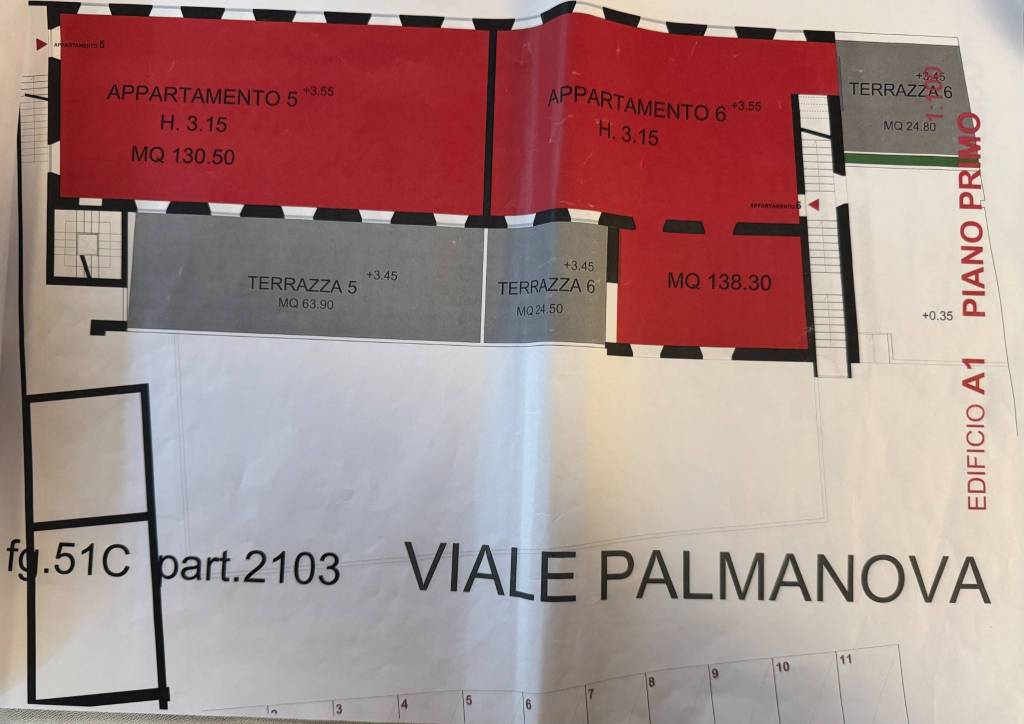 APPARTAMENTO 5
APPARTAMENTO 5 +3.55
H. 3.15
MQ 130.50
APPARTAMENTO 6 +3.55
H. 3.15
+3.45
TERRAZZA 6
MQ 24.80
APPARTAMENTO 6
TERRAZZA 5 +3.45
MQ 63.90
+3.45
TERRAZZA 6
MQ 24.50
MQ 138.30
+0.35
EDIFICIO A1 PIANO PRIMO
fg.51C part.2103
VIALE PALMANOVA
2 3 4 5 6 7 8 9 10 11